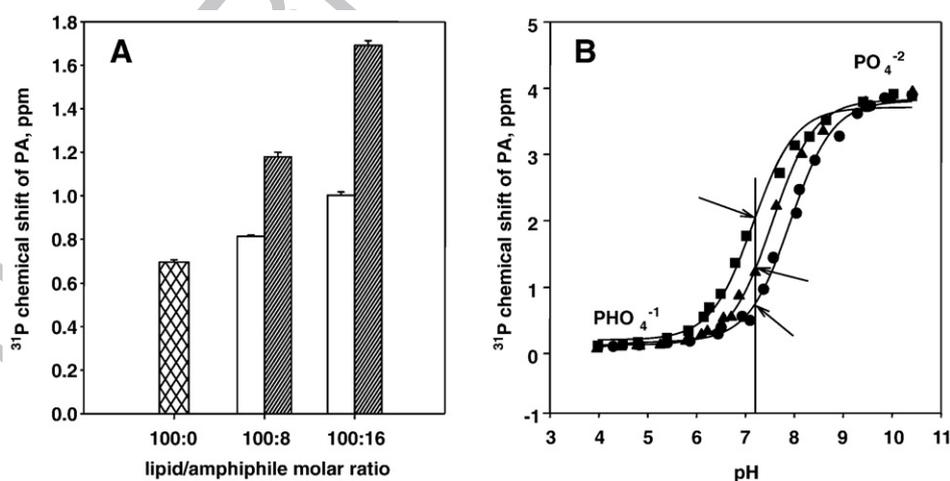 A
³¹P chemical shift of PA, ppm
1.8
1.6
1.4
1.2
1.0
0.8
0.6
0.4
0.2
0.0
100:0 100:8 100:16
lipid/amphiphile molar ratio
B
³¹P chemical shift of PA, ppm
5
4
3
2
1
0
-1
PO₄⁻²
PHO₄⁻¹
3 4 5 6 7 8 9 10 11
pH